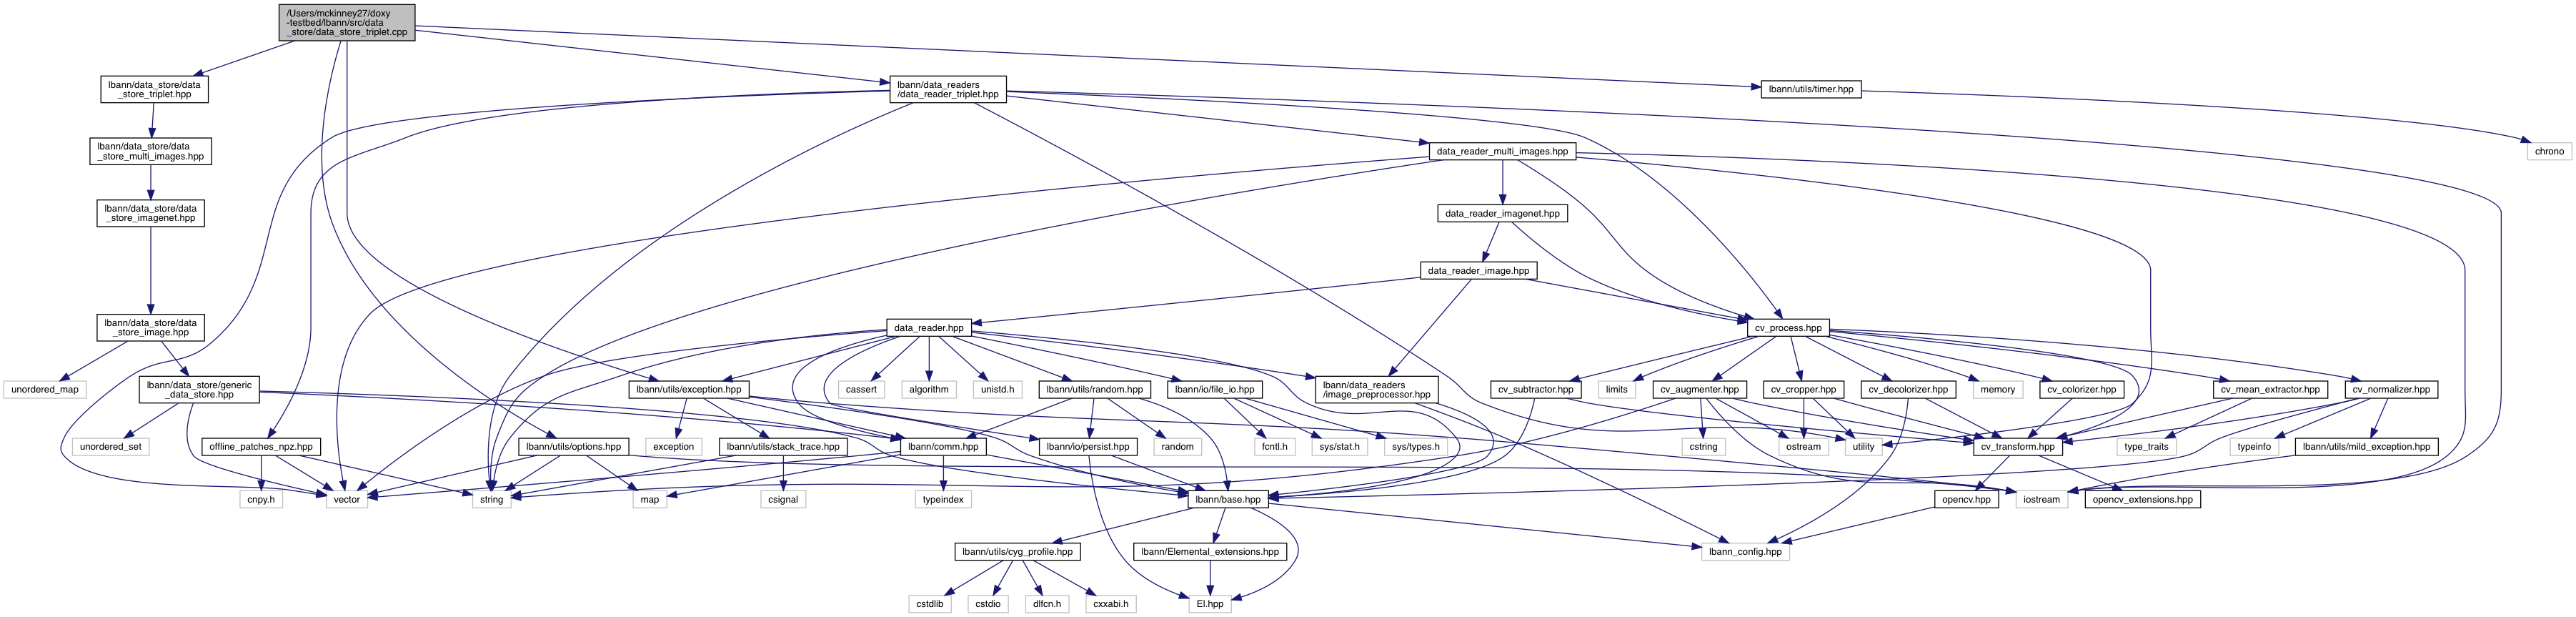 /Users/mckinney27/doxy
-testbed/lbann/src/data
_store/data_store_triplet.cpp
lbann/data_store/data
_store_triplet.hpp
lbann/data_readers
/data_reader_triplet.hpp
lbann/utils/timer.hpp
lbann/data_store/data
_store_multi_images.hpp
data_reader_multi_images.hpp
chrono
lbann/data_store/data
_store_imagenet.hpp
data_reader_imagenet.hpp
data_reader_image.hpp
lbann/data_store/data
_store_image.hpp
data_reader.hpp
cv_process.hpp
unordered_map
lbann/data_store/generic
_data_store.hpp
lbann/utils/exception.hpp
cassert
algorithm
unistd.h
lbann/utils/random.hpp
lbann/io/file_io.hpp
lbann/data_readers
/image_preprocessor.hpp
cv_subtractor.hpp
limits
cv_augmenter.hpp
cv_cropper.hpp
cv_decolorizer.hpp
memory
cv_colorizer.hpp
cv_mean_extractor.hpp
cv_normalizer.hpp
unordered_set
offline_patches_npz.hpp
lbann/utils/options.hpp
exception
lbann/utils/stack_trace.hpp
lbann/comm.hpp
lbann/io/persist.hpp
random
fcntl.h
sys/stat.h
sys/types.h
cstring
ostream
utility
cv_transform.hpp
type_traits
typeinfo
lbann/utils/mild_exception.hpp
cnpy.h
vector
string
map
csignal
typeindex
lbann/base.hpp
opencv.hpp
iostream
opencv_extensions.hpp
lbann/utils/cyg_profile.hpp
lbann/Elemental_extensions.hpp
lbann_config.hpp
cstdlib
cstdio
dlfcn.h
cxxabi.h
El.hpp